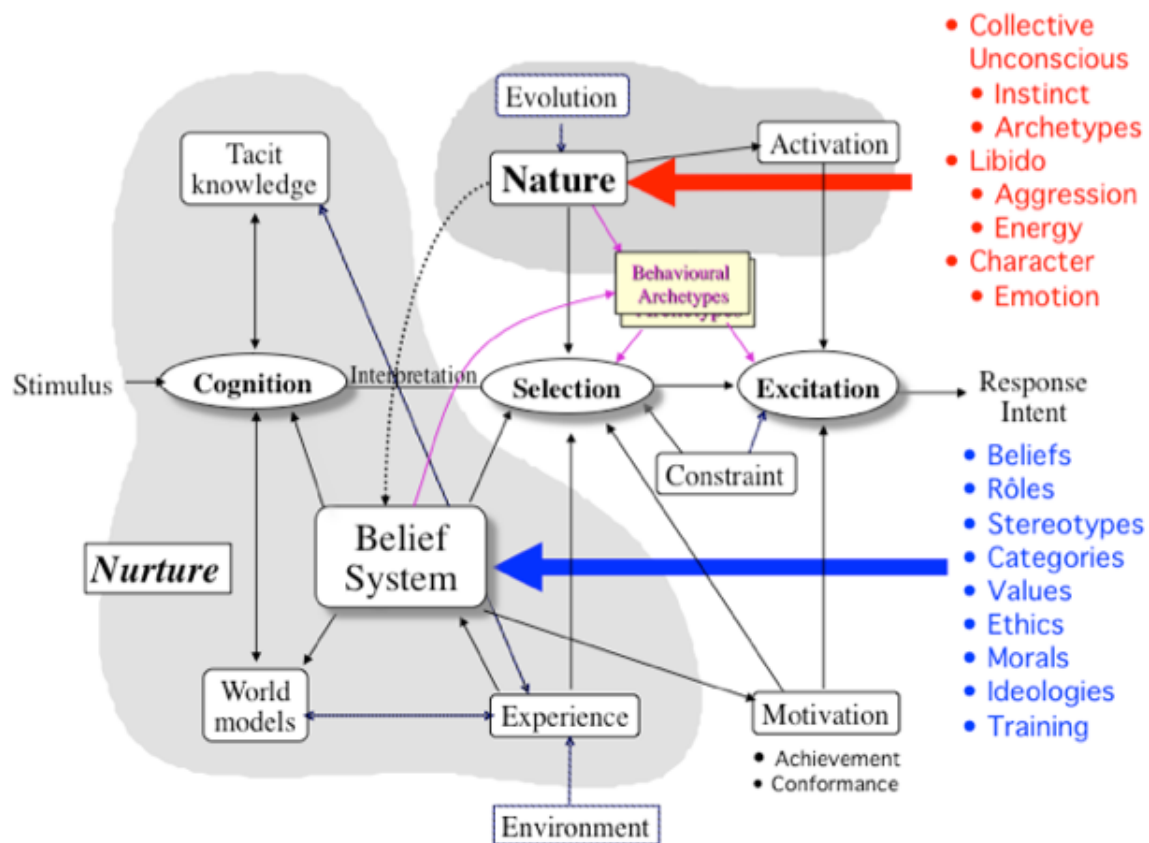 • Collective
Unconscious
• Instinct
• Archetypes
• Libido
• Aggression
• Energy
• Character
• Emotion
Evolution
Tacit
knowledge
Nature
Activation
Behavioural
Archetypes
Archetypes
Stimulus
Cognition
Interpretation
Selection
Excitation
Response
Intent
Constraint
• Beliefs
• Rôles
• Stereotypes
• Categories
• Values
• Ethics
• Morals
• Ideologies
• Training
Nurture
Belief
System
World
models
Experience
Motivation
• Achievement
• Conformance
Environment